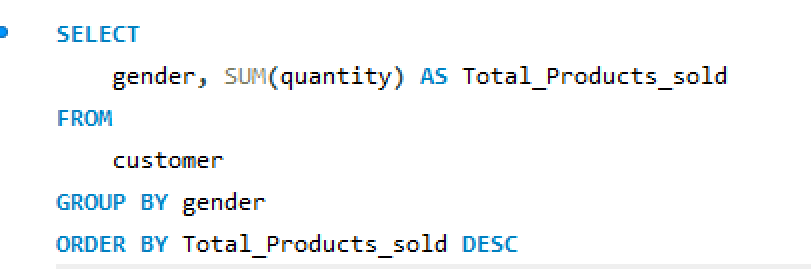 SELECT
gender, SUM(quantity) AS Total_Products_sold
FROM
customer
GROUP BY gender
ORDER BY Total_Products_sold DESC